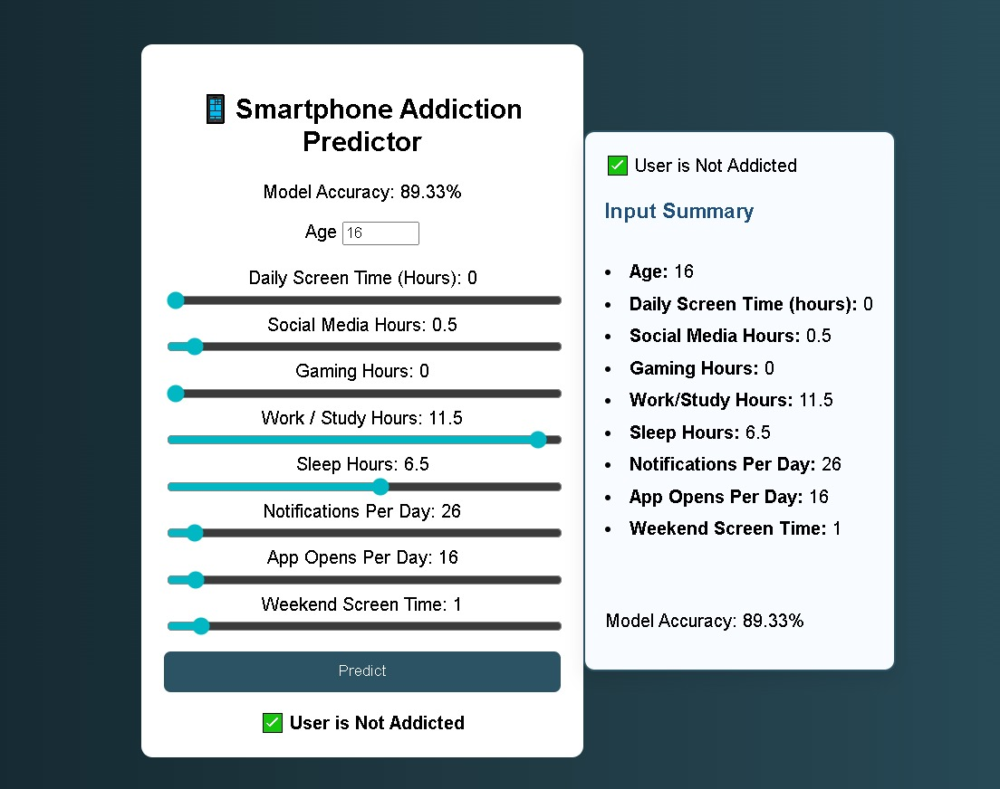 Smartphone Addiction
Predictor
Model Accuracy: 89.33%
Age 16
Daily Screen Time (Hours): 0
Social Media Hours: 0.5
Gaming Hours: 0
Work / Study Hours: 11.5
Sleep Hours: 6.5
Notifications Per Day: 26
App Opens Per Day: 16
Weekend Screen Time: 1
Predict
✅ User is Not Addicted
✅ User is Not Addicted
Input Summary
• Age: 16
• Daily Screen Time (hours): 0
• Social Media Hours: 0.5
• Gaming Hours: 0
• Work/Study Hours: 11.5
• Sleep Hours: 6.5
• Notifications Per Day: 26
• App Opens Per Day: 16
• Weekend Screen Time: 1
Model Accuracy: 89.33%